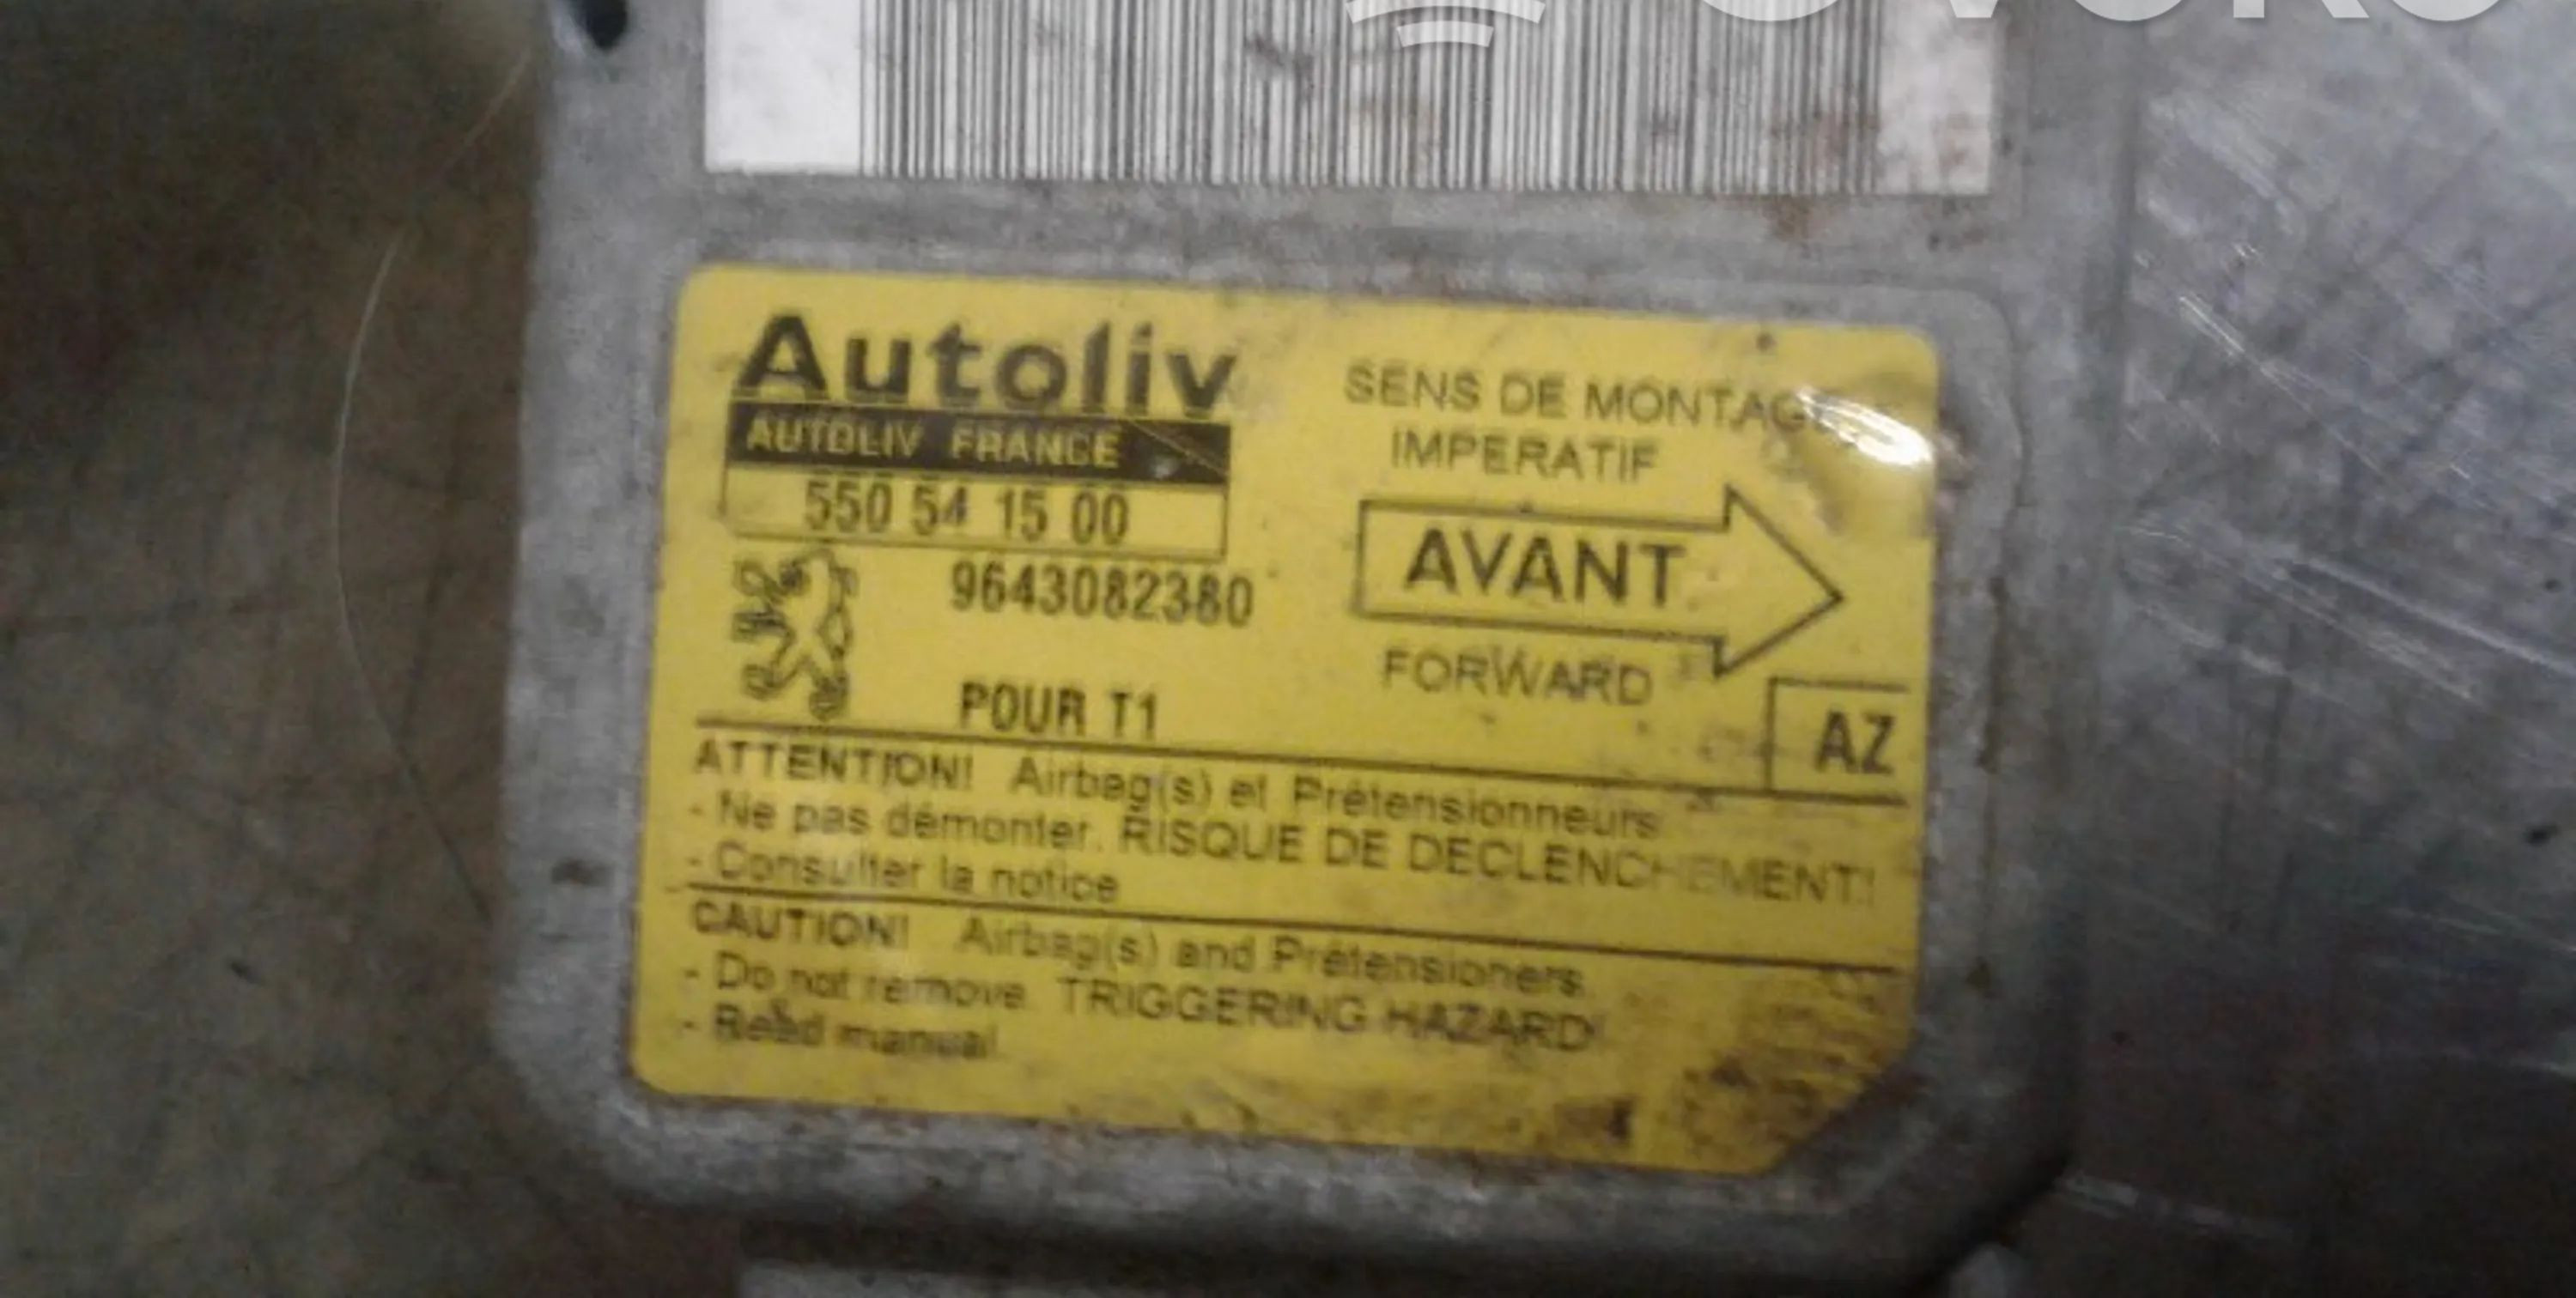 Autoliv
AUTOLIV FRANCE
550 54 15 00
9643082380
POUR T1
SENS DE MONTAGE
IMPERATIF
AVANT
FORWARD
AZ
ATTENTION! Airbag(s) et Prétensionneurs
- Ne pas démonter. RISQUE DE DECLENCHEMENT!
- Consulter la notice
CAUTION! Airbag(s) and Prétensioners
- Do not remove. TRIGGERING HAZARD!
- Read manual.